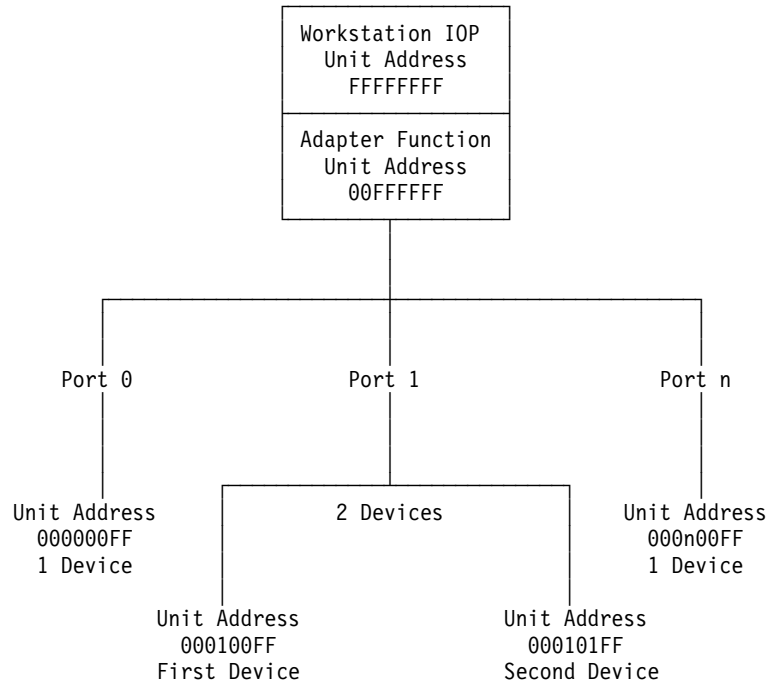 Workstation IOP
Unit Address
FFFFFFFF
Adapter Function
Unit Address
00FFFFFF
Port 0
Port 1
Port n
Unit Address
000000FF
1 Device
2 Devices
Unit Address
000n00FF
1 Device
Unit Address
000100FF
First Device
Unit Address
000101FF
Second Device